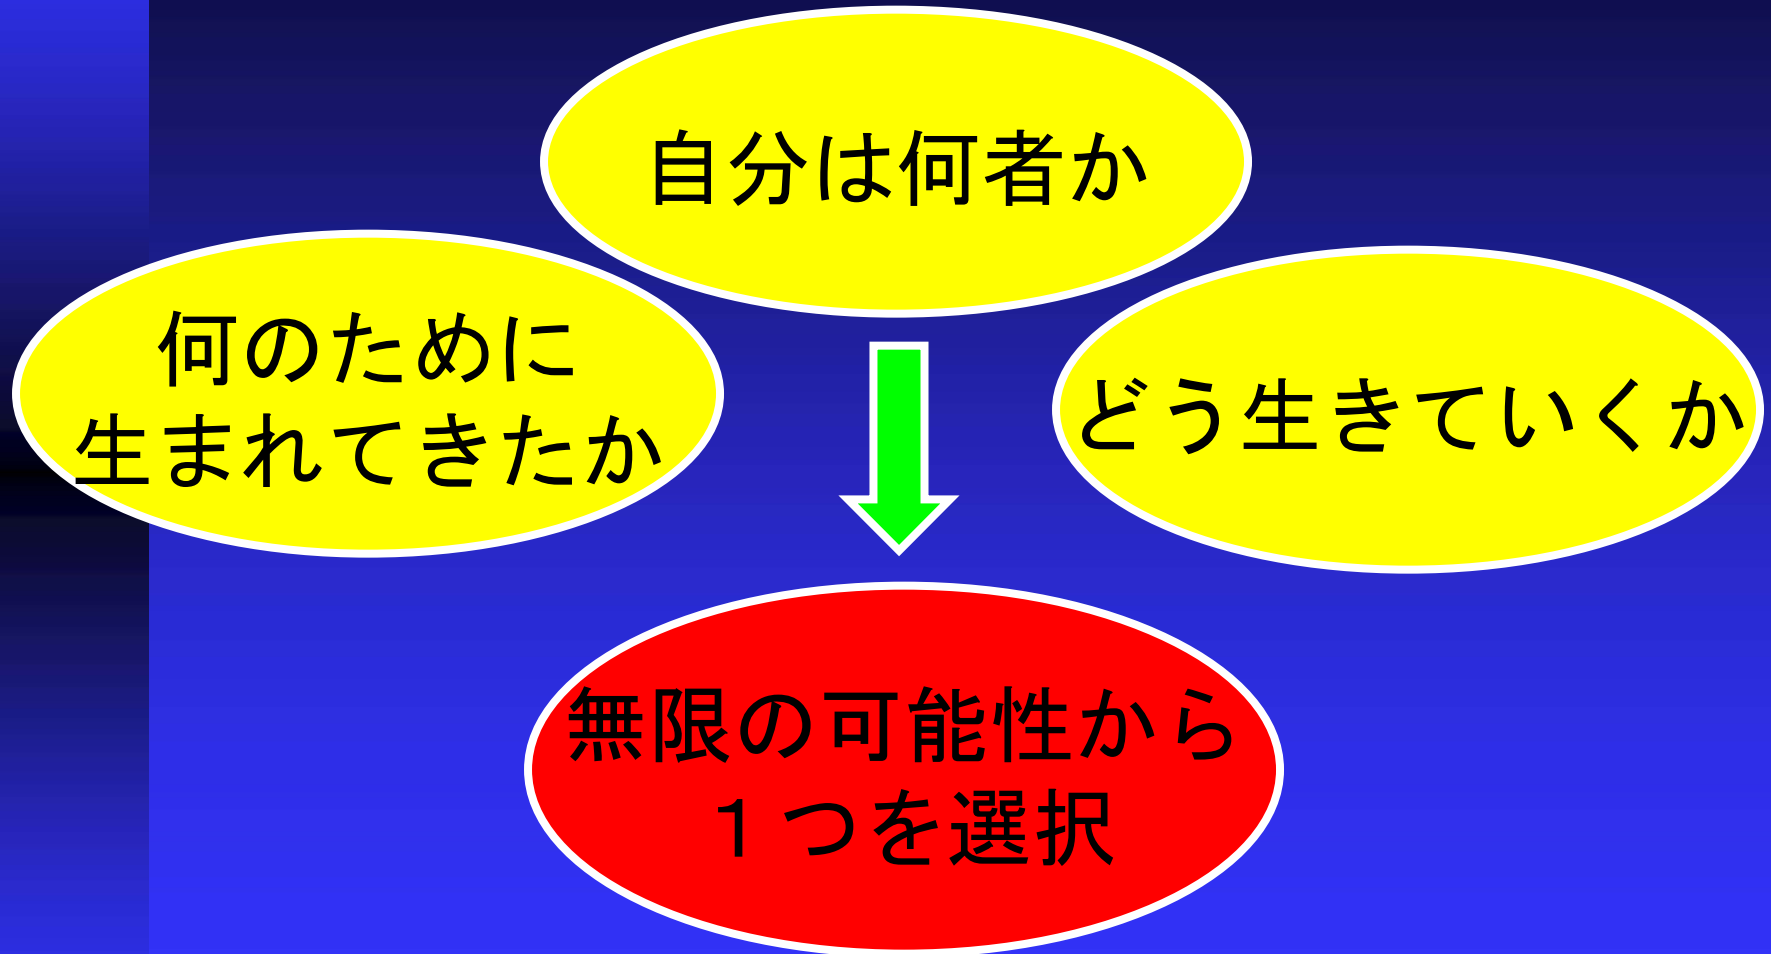 自分は何者か
何のために
生まれてきたか
どう生きていくか
無限の可能性から
１つを選択